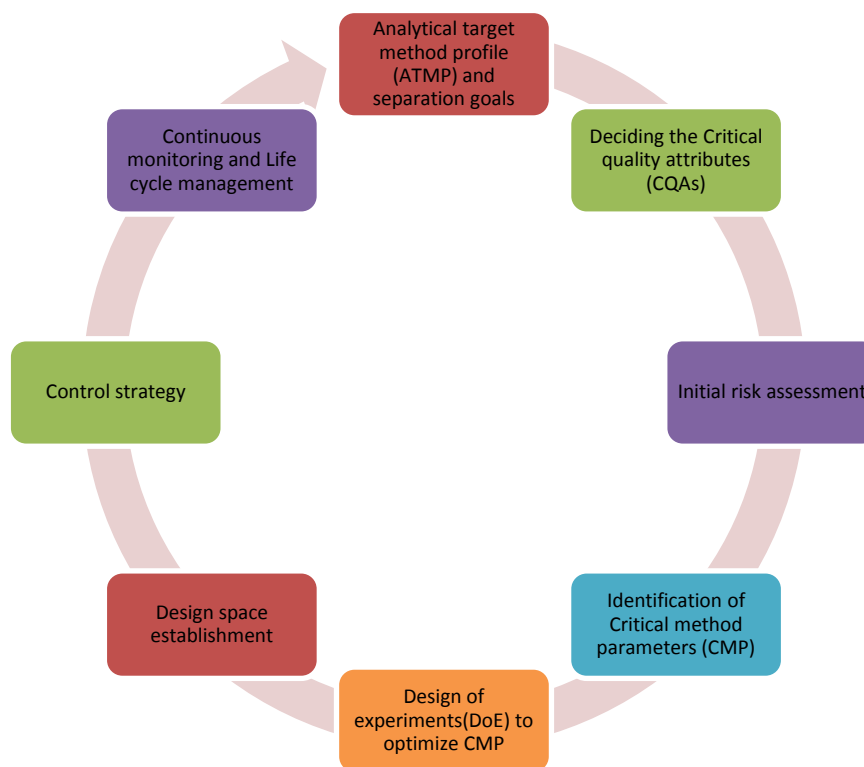 Analytical target
method profile
(ATMP) and
separation goals
Deciding the Critical
quality attributes
(CQAs)
Initial risk assessment
Identification of
Critical method
parameters (CMP)
Design of
experiments(DoE) to
optimize CMP
Design space
establishment
Control strategy
Continuous
monitoring and Life
cycle management